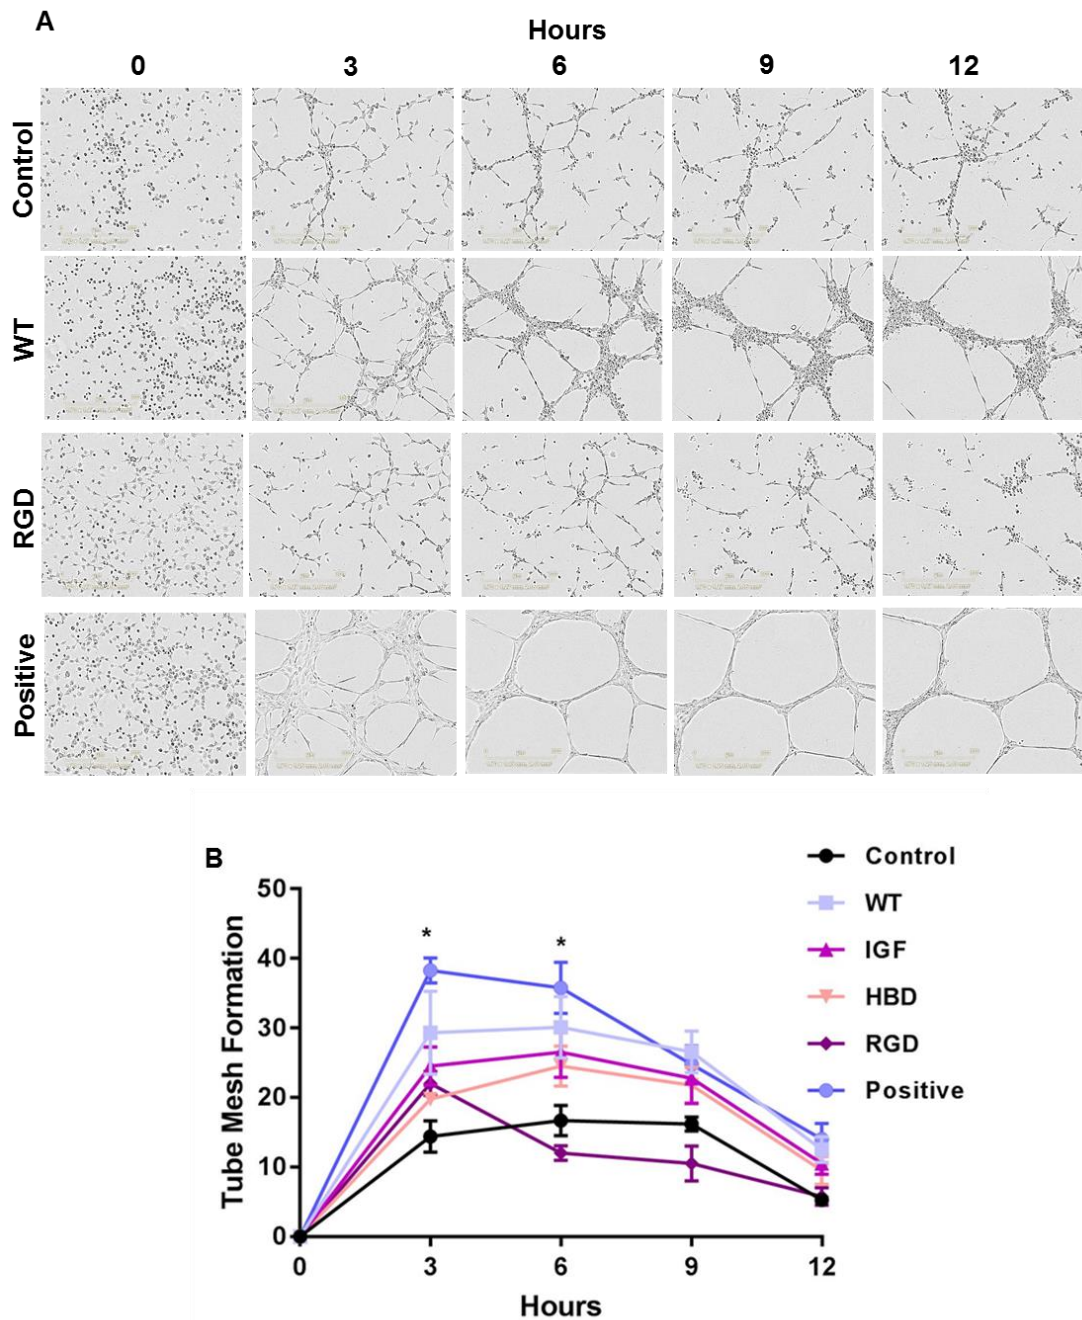 A
Hours
0 3 6 9 12
Control
WT
RGD
Positive
B
Control
WT
IGF
HBD
RGD
Positive
Tube Mesh Formation
50
40
30
20
10
0
* *
0 3 6 9 12
Hours